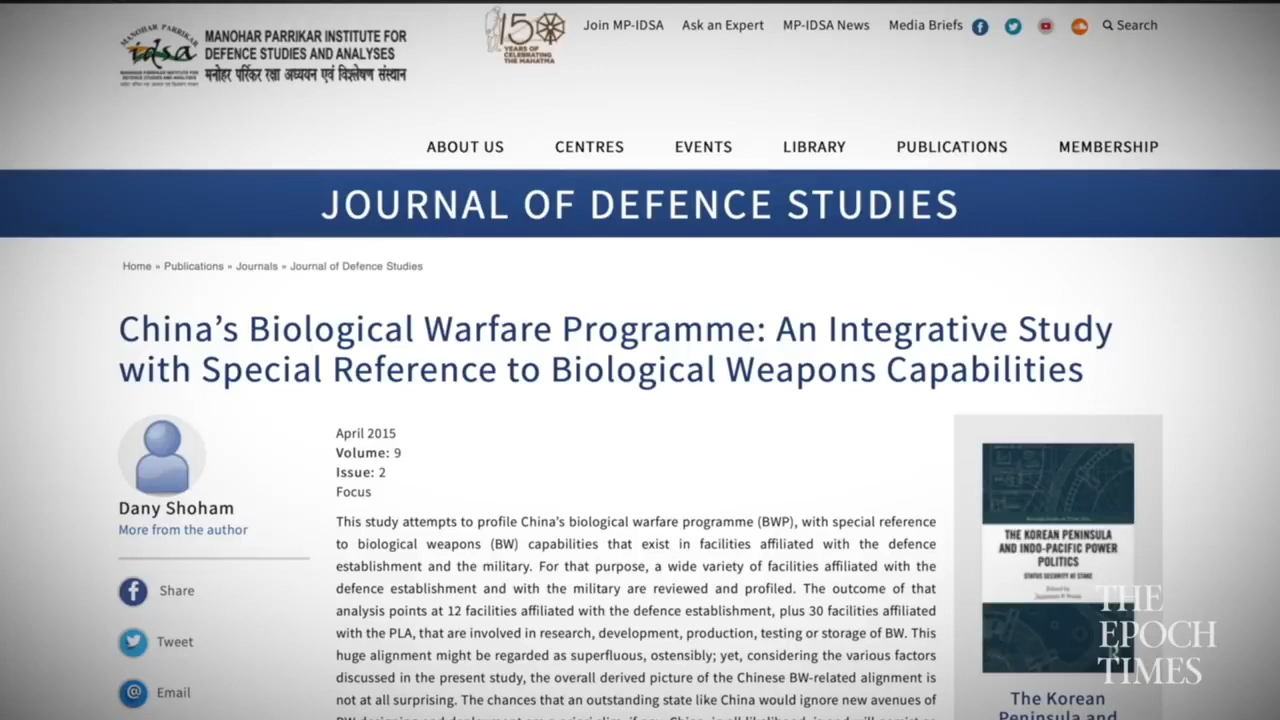 MANOHAR PARRIKAR
idsa
MANOHAR PARRIKAR INSTITUTE FOR
DEFENCE STUDIES AND ANALYSES
मनोहर पर्रिकर रक्षा अध्ययन एवं विश्लेषण संस्थान
150
YEARS OF
CELEBRATING
THE MAHATMA
Join MP-IDSA
Ask an Expert
MP-IDSA News
Media Briefs
Search
ABOUT US
CENTRES
EVENTS
LIBRARY
PUBLICATIONS
MEMBERSHIP
JOURNAL OF DEFENCE STUDIES
Home » Publications » Journals » Journal of Defence Studies
China’s Biological Warfare Programme: An Integrative Study
with Special Reference to Biological Weapons Capabilities
Dany Shoham
More from the author
Share
Tweet
Email
April 2015
Volume: 9
Issue: 2
Focus
This study attempts to profile China’s biological warfare programme (BWP), with special reference
to biological weapons (BW) capabilities that exist in facilities affiliated with the defence
establishment and the military. For that purpose, a wide variety of facilities affiliated with the
defence establishment and with the military are reviewed and profiled. The outcome of that
analysis points at 12 facilities affiliated with the defence establishment, plus 30 facilities affiliated
with the PLA, that are involved in research, development, production, testing or storage of BW. This
huge alignment might be regarded as superfluous, ostensibly; yet, considering the various factors
discussed in the present study, the overall derived picture of the Chinese BW-related alignment is
not at all surprising. The chances that an outstanding state like China would ignore new avenues of
THE KOREAN PENINSULA
AND INDO-PACIFIC POWER
POLITICS
STATUS SECURITY AT STAKE
Edited by
The Korean
Peninsula and
THE
EPOCH
TIMES